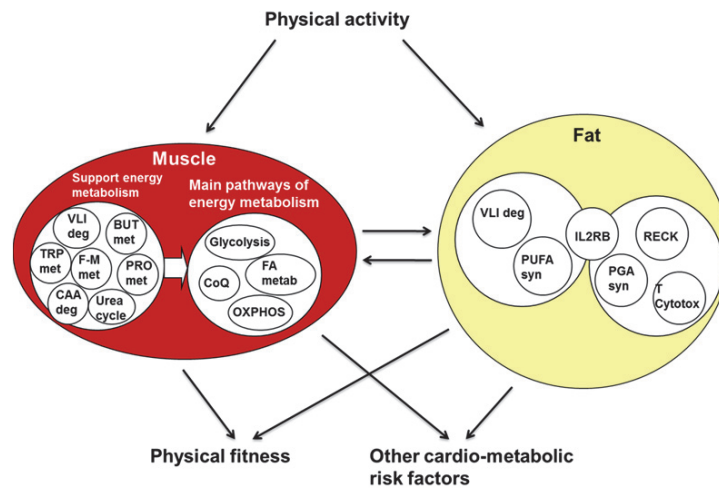 Physical activity
Muscle
Support energy
metabolism
Main pathways of
energy metabolism
VLI
deg
BUT
met
TRP
met
F-M
met
PRO
met
CAA
deg
Urea
cycle
Glycolysis
FA
metab
CoQ
OXPHOS
Fat
VLI deg
IL2RB
RECK
PUFA
syn
PGA
syn
T
Cytotox
Physical fitness
Other cardio-metabolic
risk factors